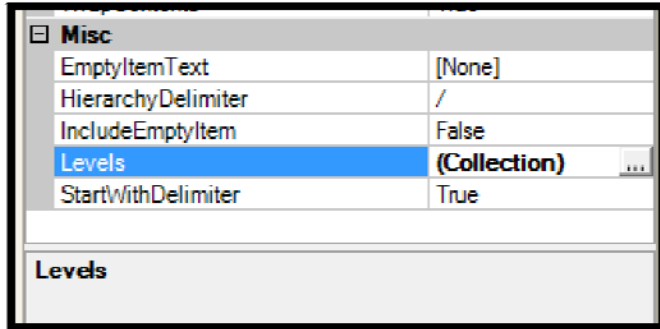 Misc
EmptyItemText [None]
HierarchyDelimiter /
IncludeEmptyItem False
Levels (Collection) ...
StartWithDelimiter True
Levels